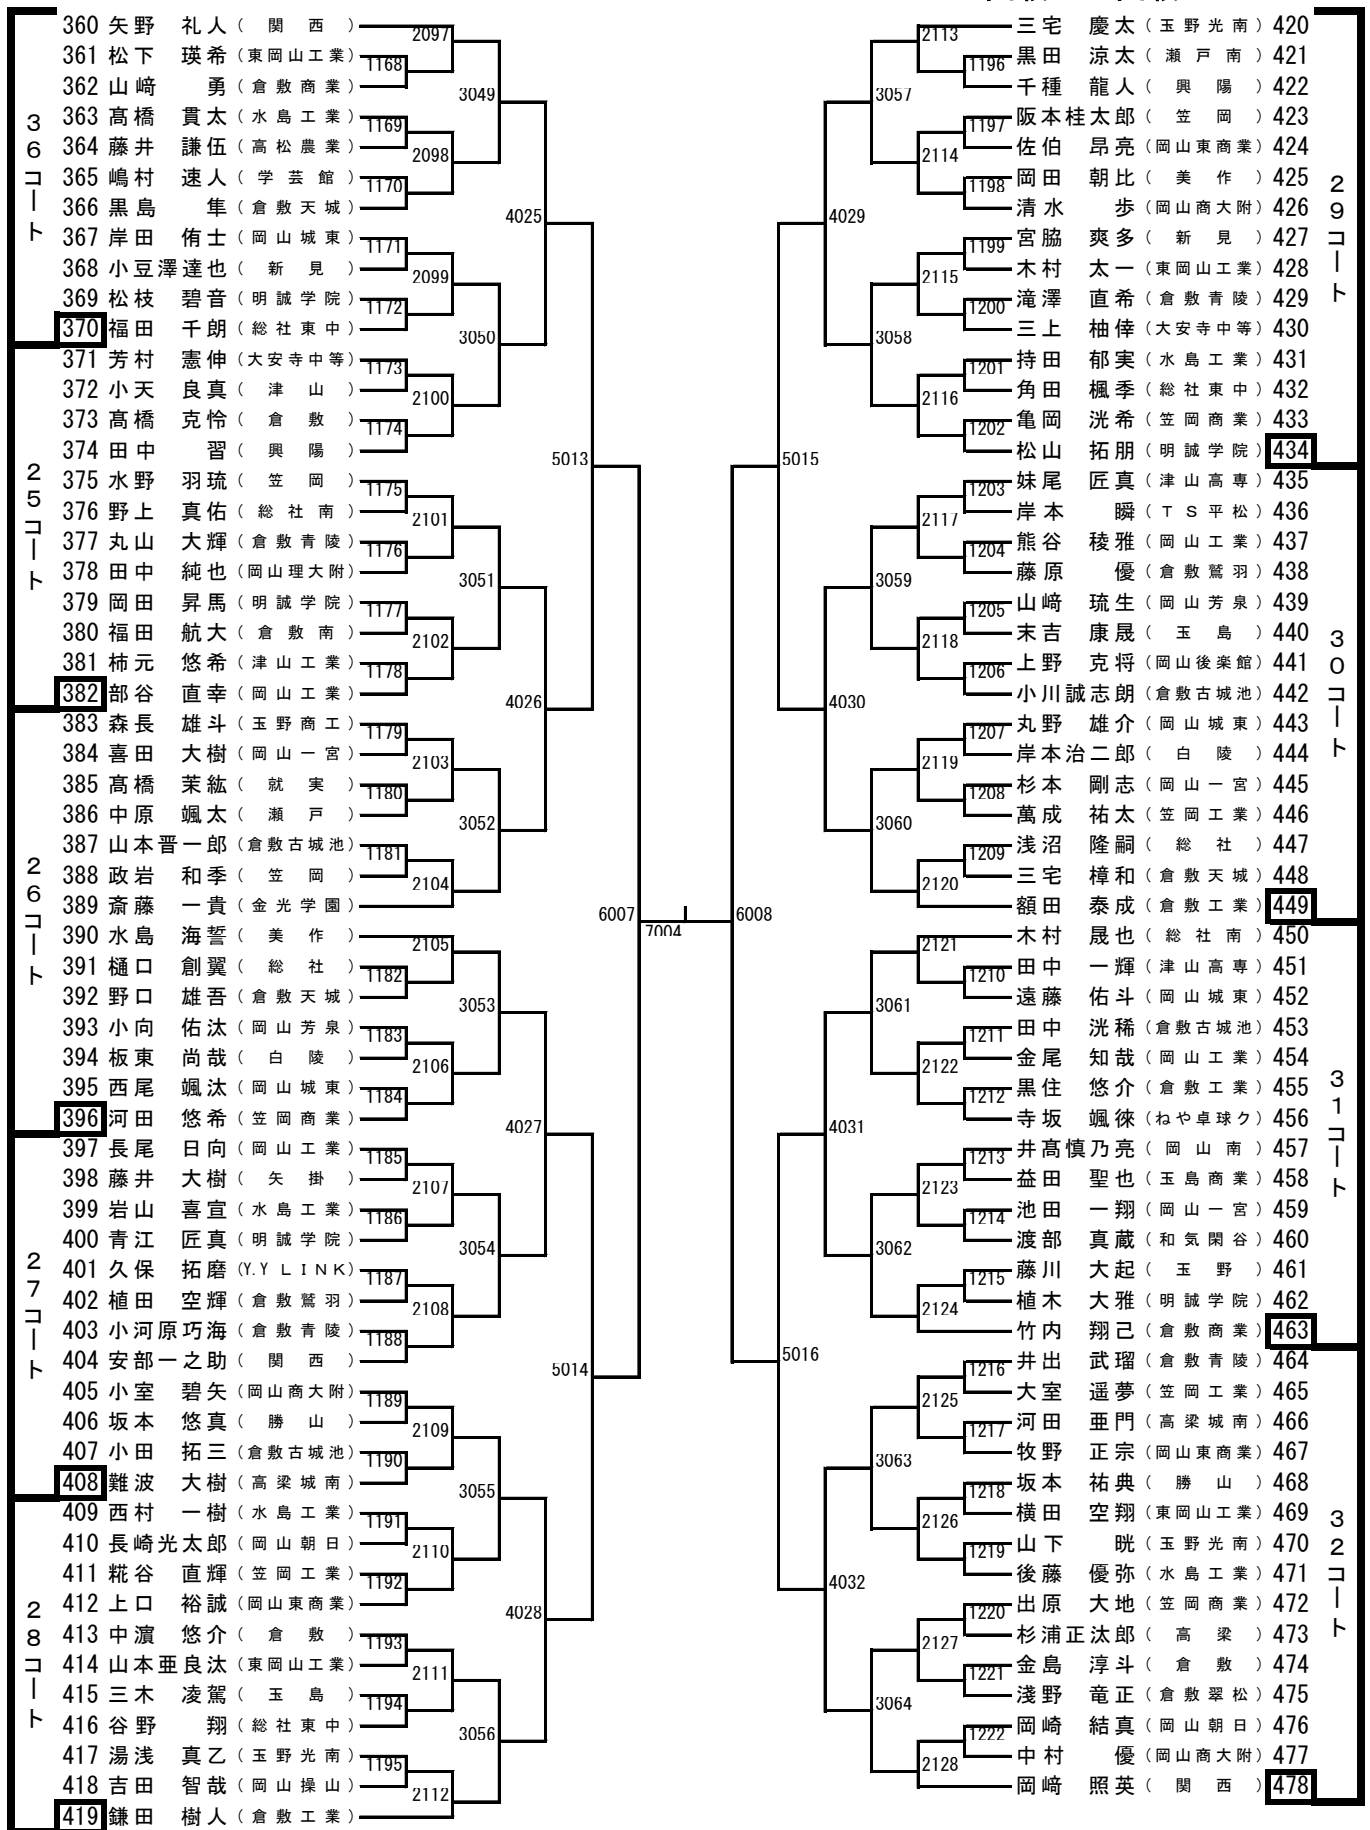 360 矢野 礼人 (関西)
361 松下 瑛希 (東岡山工業)
362 山﨑 勇 (倉敷商業)
363 髙橋 貫太 (水島工業)
364 藤井 謙伍 (高松農業)
365 嶋村 速人 (学芸館)
366 黒島 隼 (倉敷天城)
367 岸田 侑士 (岡山城東)
368 小豆澤達也 (新見)
369 松枝 碧音 (明誠学院)
370 福田 千朗 (総社東中)
36コート
371 芳村 憲伸 (大安寺中等)
372 小天 良真 (津山)
373 髙橋 克怜 (倉敷)
374 田中 習 (興陽)
375 水野 羽琉 (笠岡)
376 野上 真佑 (総社南)
377 丸山 大輝 (倉敷青陵)
378 田中 純也 (岡山理大附)
379 岡田 昇馬 (明誠学院)
380 福田 航大 (倉敷南)
381 柿元 悠希 (津山工業)
382 部谷 直幸 (岡山工業)
25コート
383 森長 雄斗 (玉野商工)
384 喜田 大樹 (岡山一宮)
385 髙橋 茉紘 (就実)
386 中原 颯太 (瀬戸)
387 山本晋一郎 (倉敷古城池)
388 政岩 和季 (笠岡)
389 斎藤 一貴 (金光学園)
390 水島 海誓 (美作)
391 樋口 創翼 (総社)
392 野口 雄吾 (倉敷天城)
393 小向 佑汰 (岡山芳泉)
394 板東 尚哉 (白陵)
395 西尾 颯汰 (岡山城東)
396 河田 悠希 (笠岡商業)
26コート
397 長尾 日向 (岡山工業)
398 藤井 大樹 (矢掛)
399 岩山 喜宣 (水島工業)
400 青江 匠真 (明誠学院)
401 久保 拓磨 (Y.Y LINK)
402 植田 空輝 (倉敷鷲羽)
403 小河原巧海 (倉敷青陵)
404 安部一之助 (関西)
405 小室 碧矢 (岡山商大附)
406 坂本 悠真 (勝山)
407 小田 拓三 (倉敷古城池)
408 難波 大樹 (高梁城南)
27コート
409 西村 一樹 (水島工業)
410 長崎光太郎 (岡山朝日)
411 糀谷 直輝 (笠岡工業)
412 上口 裕誠 (岡山東商業)
413 中濵 悠介 (倉敷)
414 山本亜良汰 (東岡山工業)
415 三木 凌駕 (玉島)
416 谷野 翔 (総社東中)
417 湯浅 真乙 (玉野光南)
418 吉田 智哉 (岡山操山)
419 鎌田 樹人 (倉敷工業)
28コート
2097
1168
1169
2098
1170
1171
2099
1172
1173
2100
1174
1175
2101
1176
1177
2102
1178
1179
2103
1180
1181
2104
2105
1182
1183
2106
1184
1185
2107
1186
1187
2108
1188
1189
2109
1190
1191
2110
1192
1193
2111
1194
1195
2112
3049
3050
3051
3052
3053
3054
3055
3056
4025
4026
4027
4028
5013
5014
6007
7004
6008
5015
5016
4029
4030
4031
4032
3057
3058
3059
3060
3061
3062
3063
3064
2113
1196
1197
2114
1198
1199
2115
1200
1201
2116
1202
1203
2117
1204
1205
2118
1206
1207
2119
1208
1209
2120
2121
1210
1211
2122
1212
1213
2123
1214
1215
2124
1216
2125
1217
1218
2126
1219
1220
2127
1221
1222
2128
三宅 慶太 (玉野光南) 420
黒田 涼太 (瀬戸南) 421
千種 龍人 (興陽) 422
阪本桂太郎 (笠岡) 423
佐伯 昂亮 (岡山東商業) 424
岡田 朝比 (美作) 425
清水 歩 (岡山商大附) 426
宮脇 爽多 (新見) 427
木村 太一 (東岡山工業) 428
滝澤 直希 (倉敷青陵) 429
三上 柚倖 (大安寺中等) 430
持田 郁実 (水島工業) 431
角田 楓季 (総社東中) 432
亀岡 洸希 (笠岡商業) 433
松山 拓朋 (明誠学院) 434
29コート
妹尾 匠真 (津山高専) 435
岸本 瞬 (TS平松) 436
熊谷 稜雅 (岡山工業) 437
藤原 優 (倉敷鷲羽) 438
山﨑 琉生 (岡山芳泉) 439
末吉 康晟 (玉島) 440
上野 克将 (岡山後楽館) 441
小川誠志朗 (倉敷古城池) 442
丸野 雄介 (岡山城東) 443
岸本治二郎 (白陵) 444
杉本 剛志 (岡山一宮) 445
萬成 祐太 (笠岡工業) 446
浅沼 隆嗣 (総社) 447
三宅 樟和 (倉敷天城) 448
額田 泰成 (倉敷工業) 449
30コート
木村 晟也 (総社南) 450
田中 一輝 (津山高専) 451
遠藤 佑斗 (岡山城東) 452
田中 洸稀 (倉敷古城池) 453
金尾 知哉 (岡山工業) 454
黒住 悠介 (倉敷工業) 455
寺坂 颯徠 (ねや卓球ク) 456
井髙慎乃亮 (岡山南) 457
益田 聖也 (玉島商業) 458
池田 一翔 (岡山一宮) 459
渡部 真蔵 (和気閑谷) 460
藤川 大起 (玉野) 461
植木 大雅 (明誠学院) 462
竹内 翔己 (倉敷商業) 463
31コート
井出 武瑠 (倉敷青陵) 464
大室 遥夢 (笠岡工業) 465
河田 亜門 (高梁城南) 466
牧野 正宗 (岡山東商業) 467
坂本 祐典 (勝山) 468
横田 空翔 (東岡山工業) 469
山下 晄 (玉野光南) 470
後藤 優弥 (水島工業) 471
出原 大地 (笠岡商業) 472
杉浦正汰郎 (高梁) 473
金島 淳斗 (倉敷) 474
淺野 竜正 (倉敷翠松) 475
岡崎 結真 (岡山朝日) 476
中村 優 (岡山商大附) 477
岡﨑 照英 (関西) 478
32コート